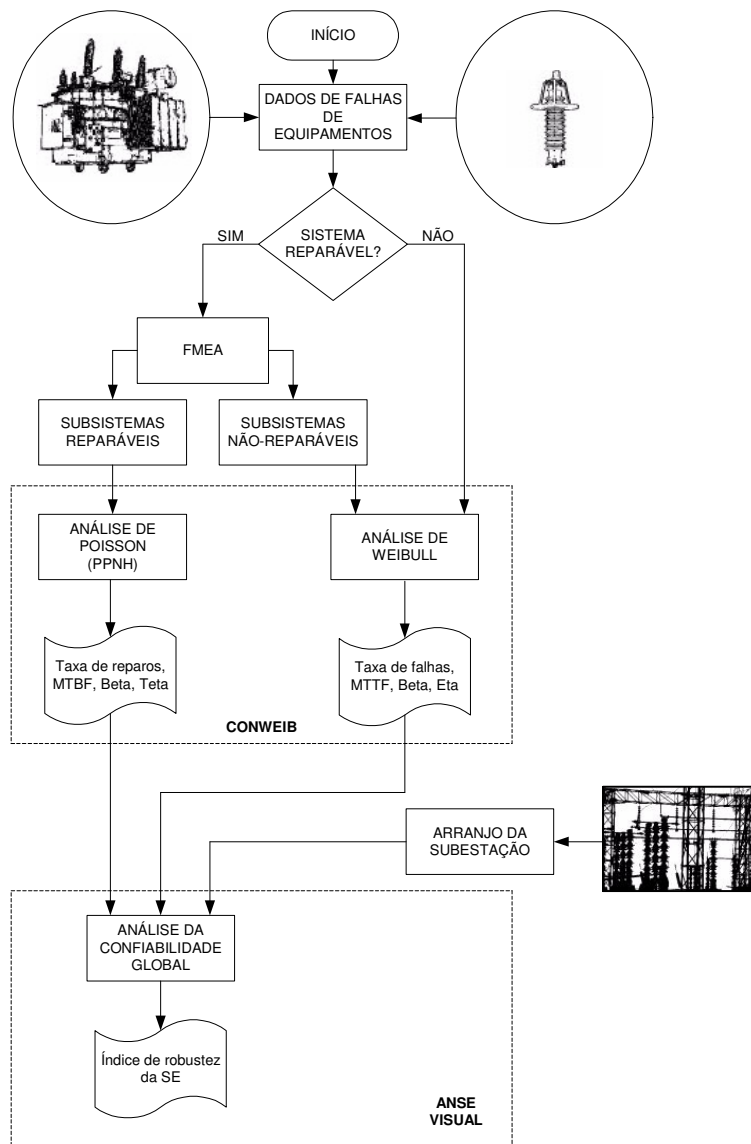 INÍCIO
DADOS DE FALHAS
DE
EQUIPAMENTOS
SISTEMA
REPARÁVEL?
SIM
NÃO
FMEA
SUBSISTEMAS
REPARÁVEIS
SUBSISTEMAS
NÃO-REPARÁVEIS
ANÁLISE DE
POISSON
(PPNH)
ANÁLISE DE
WEIBULL
Taxa de reparos,
MTBF, Beta, Teta
Taxa de falhas,
MTTF, Beta, Eta
CONWEIB
ARRANJO DA
SUBESTAÇÃO
ANÁLISE DA
CONFIABILIDADE
GLOBAL
Índice de robustez
da SE
ANSE
VISUAL